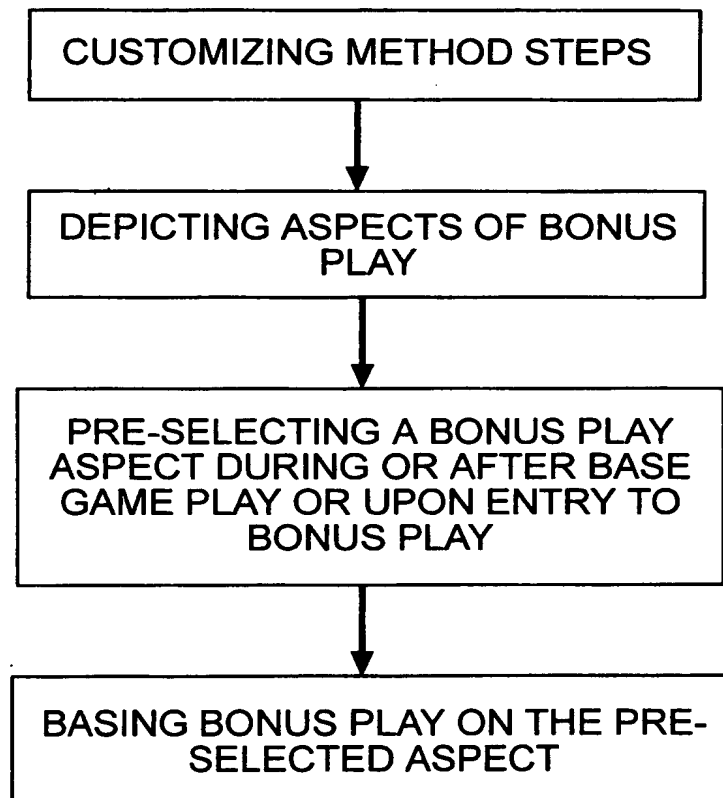 CUSTOMIZING METHOD STEPS
DEPICTING ASPECTS OF BONUS
PLAY
PRE-SELECTING A BONUS PLAY
ASPECT DURING OR AFTER BASE
GAME PLAY OR UPON ENTRY TO
BONUS PLAY
BASING BONUS PLAY ON THE PRE-
SELECTED ASPECT